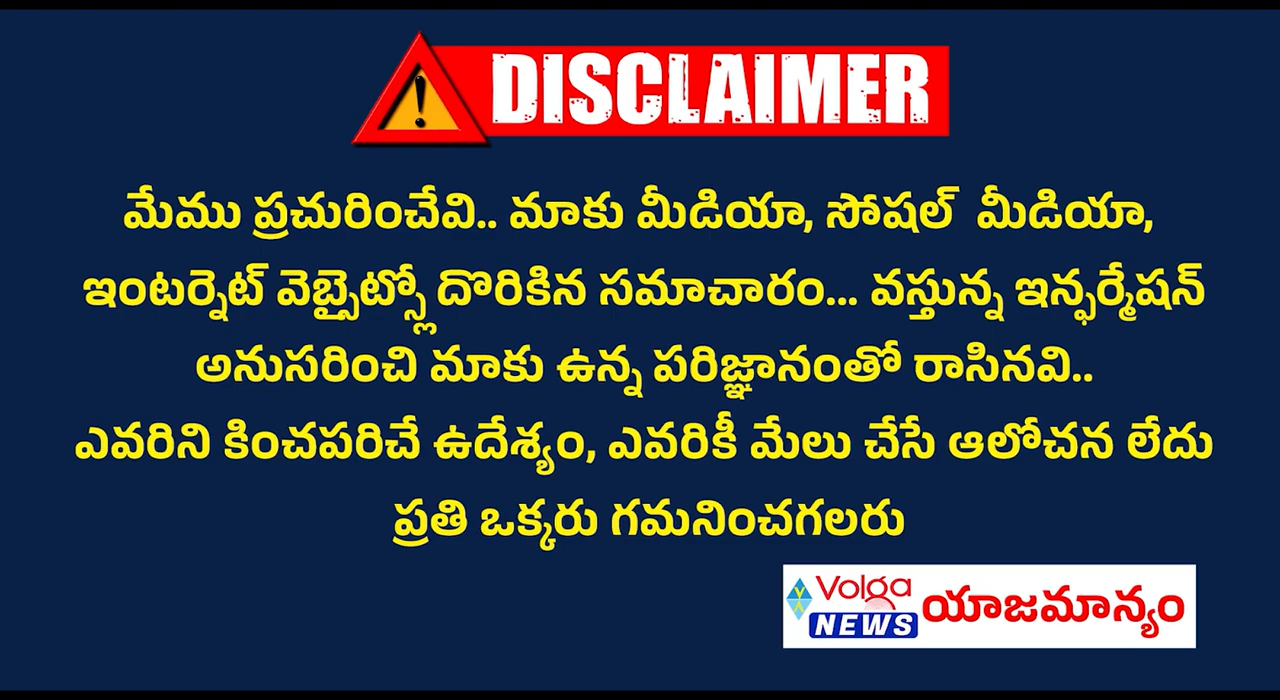 DISCLAIMER
మేము ప్రచురించేవి.. మాకు మీడియా, సోషల్ మీడియా,
ఇంటర్నెట్ వెబ్సైట్స్లో దొరికిన సమాచారం... వస్తున్న ఇన్ఫర్మేషన్
అనుసరించి మాకు ఉన్న పరిజ్ఞానంతో రాసినవి..
ఎవరిని కించపరిచే ఉదేశ్యం, ఎవరికీ మేలు చేసే ఆలోచన లేదు
ప్రతి ఒక్కరు గమనించగలరు
Volga
NEWS యాజమాన్యం